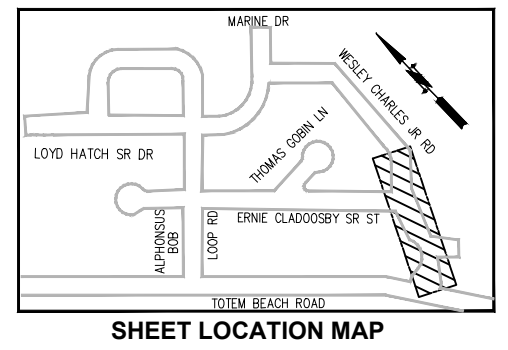 MARINE DR
WESLEY CHARLES JR RD
THOMAS GOBIN LN
LOYD HATCH SR DR
ERNIE CLADOOSBY SR ST
ALPHONSUS
BOB
LOOP RD
TOTEM BEACH ROAD
SHEET LOCATION MAP